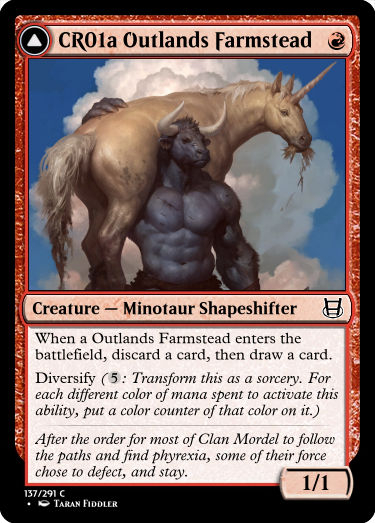 CR01a Outlands Farmstead
Creature — Minotaur Shapeshifter
When a Outlands Farmstead enters the
battlefield, discard a card, then draw a card.
Diversify (5: Transform this as a sorcery. For
each different color of mana spent to activate this
ability, put a color counter of that color on it.)
After the order for most of Clan Mordel to follow
the paths and find phyrexia, some of their force
chose to defect, and stay.
1/1
137/291 C
• Taran Fiddler